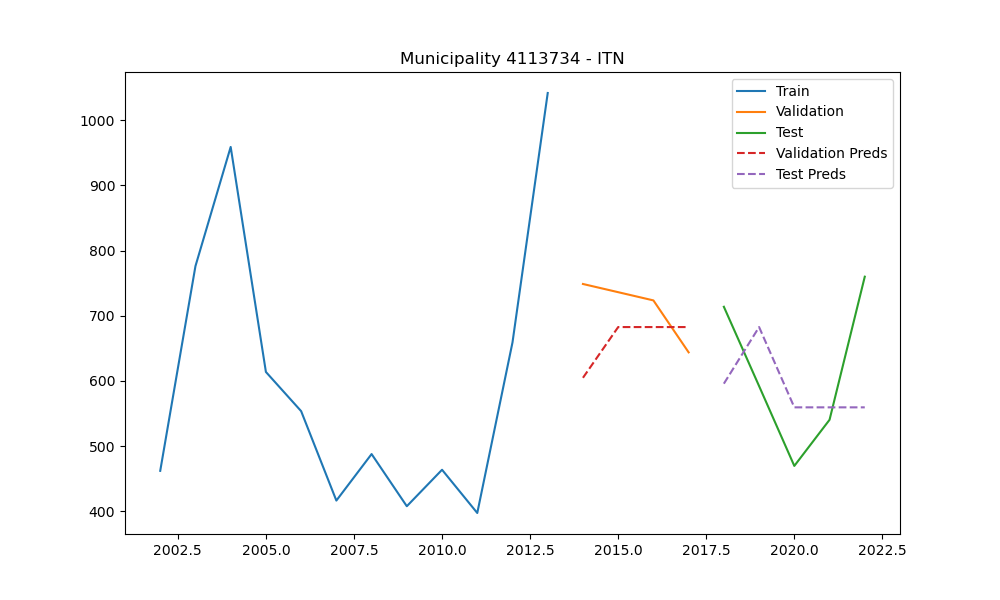 Municipality 4113734 - ITN
Train
Validation
Test
Validation Preds
Test Preds
1000
900
800
700
600
500
400
2002.5 2005.0 2007.5 2010.0 2012.5 2015.0 2017.5 2020.0 2022.5